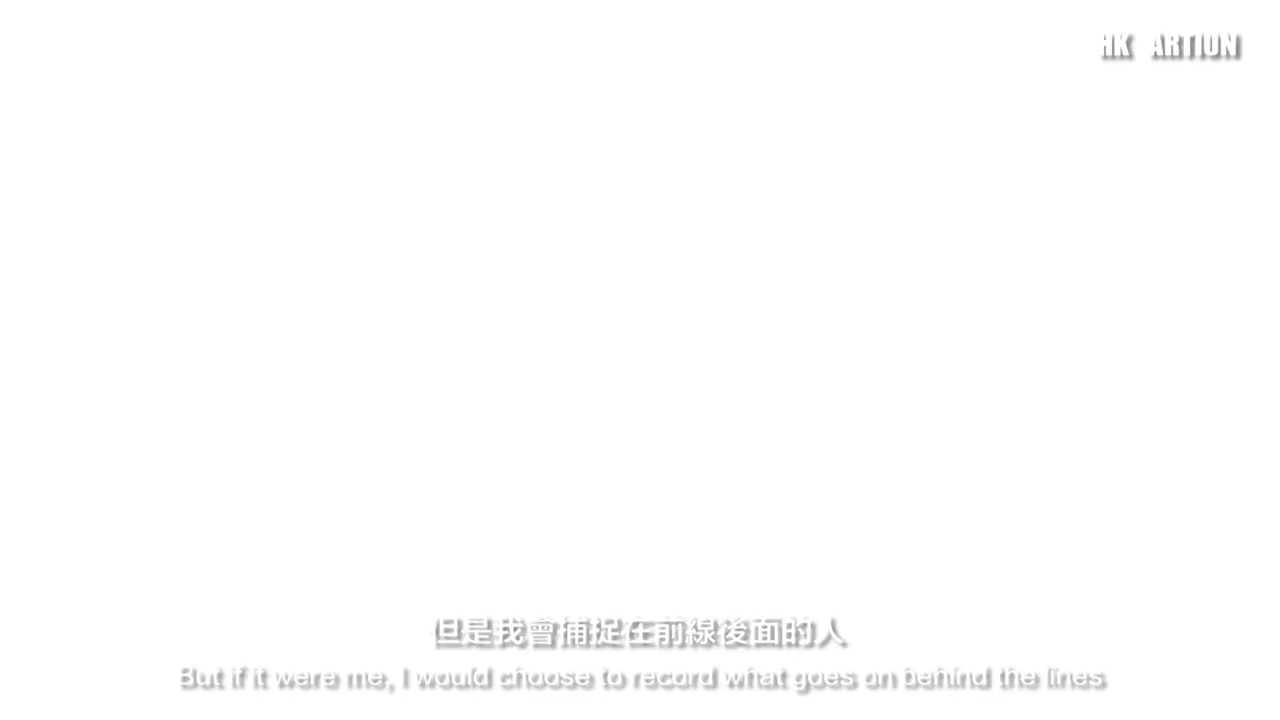 HK ARTION
但是我會捕捉在前線後面的人
But if it were me, I would choose to record what goes on behind the lines